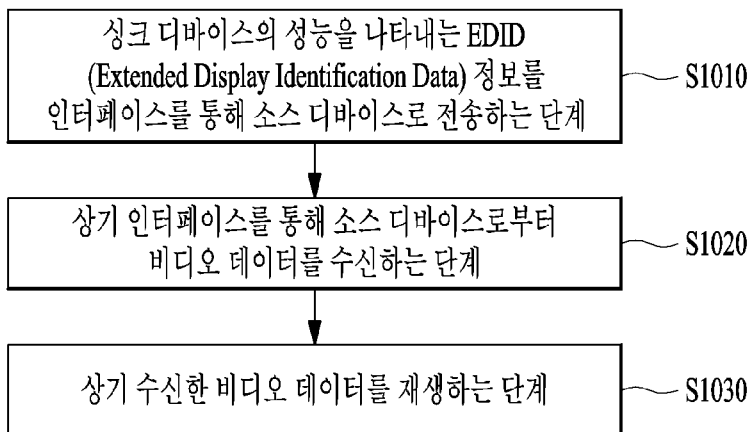 싱크 디바이스의 성능을 나타내는 EDID
(Extended Display Identification Data) 정보를
인터페이스를 통해 소스 디바이스로 전송하는 단계
S1010
상기 인터페이스를 통해 소스 디바이스로부터
비디오 데이터를 수신하는 단계
S1020
상기 수신한 비디오 데이터를 재생하는 단계
S1030